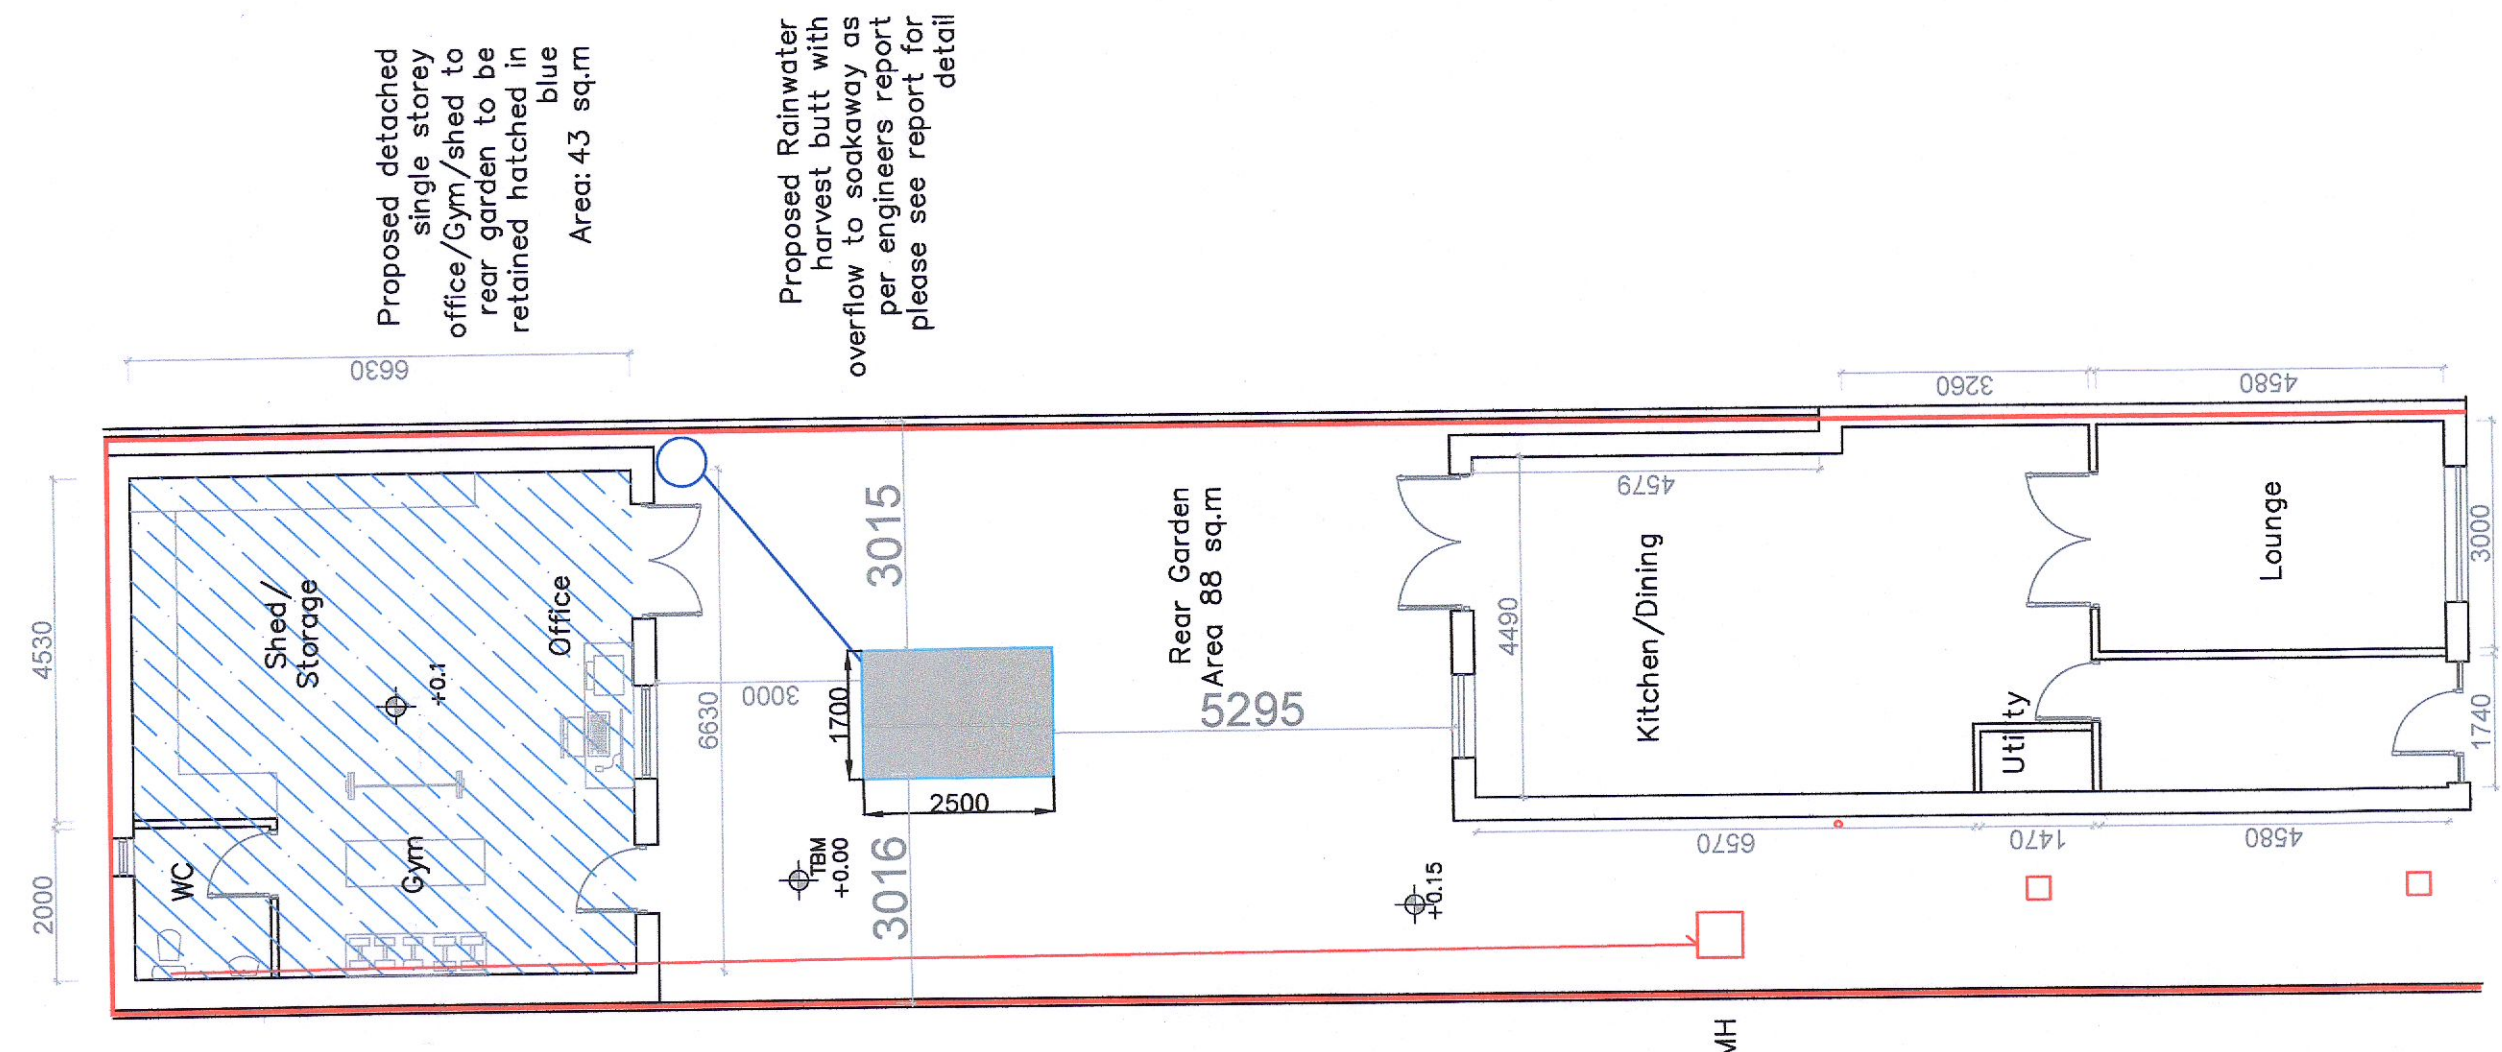 Proposed detached
single storey
office/Gym/shed to
rear garden to be
retained hatched in
blue
Area: 43 sq.m
Proposed Rainwater
harvest butt with
overflow to soakaway as
per engineers report
please see report for
detail
6630
4530
2000
Shed/
Storage
+0.1
Office
WC
Gym
6630
3000
3015
1700
2500
3016
TBM
+0.00
Rear Garden
Area 88 sq.m
5295
+0.15
4579
4490
Kitchen/Dining
Utility
Lounge
3260
4580
3000
1740
6570
1470
4580
MH